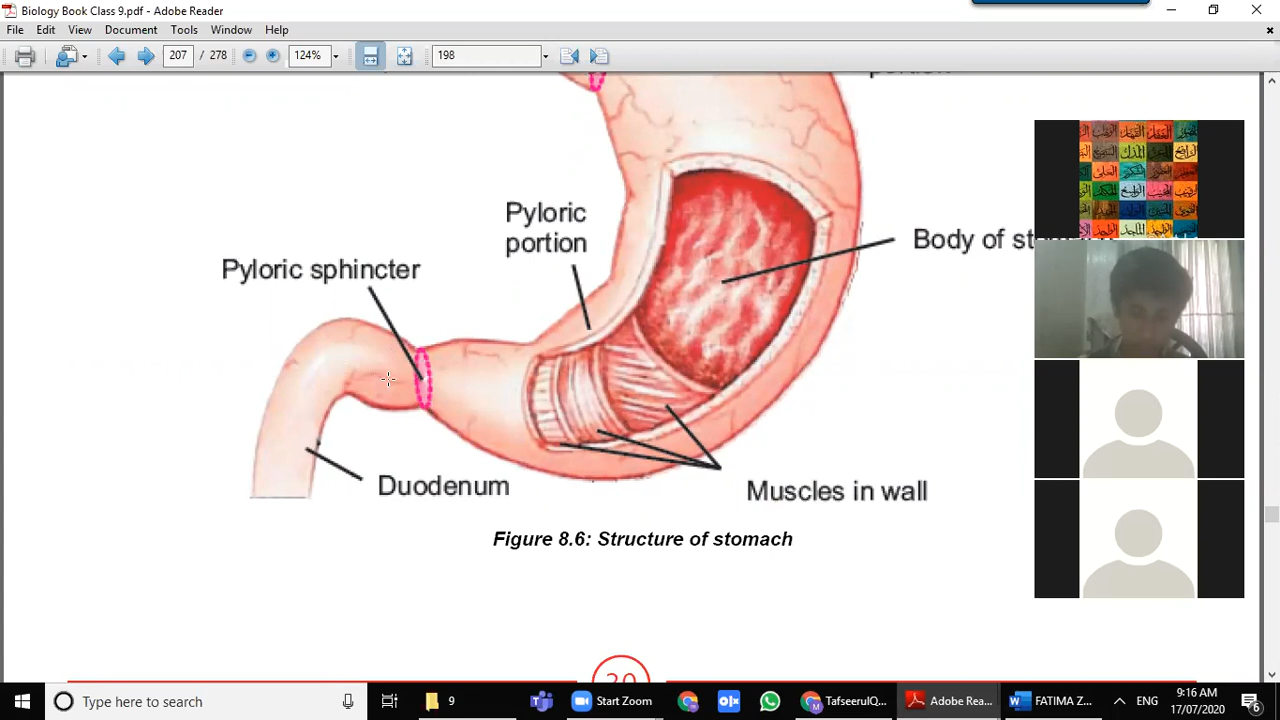 Biology Book Class 9.pdf - Adobe Reader
File Edit View Document Tools Window Help
207 / 278 124% 198
Pyloric
portion
Body of
Pyloric sphincter
Duodenum
Muscles in wall
Figure 8.6: Structure of stomach
Type here to search
9
Start Zoom
TafseerulQ...
Adobe Rea...
FATIMA Z...
ENG
9:16 AM
17/07/2020
6